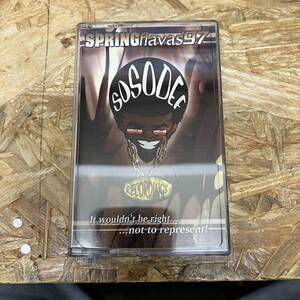 SPRINGflavas97
SOSODEF
RECORDINGS
It wouldn't be right...
...not to represent!